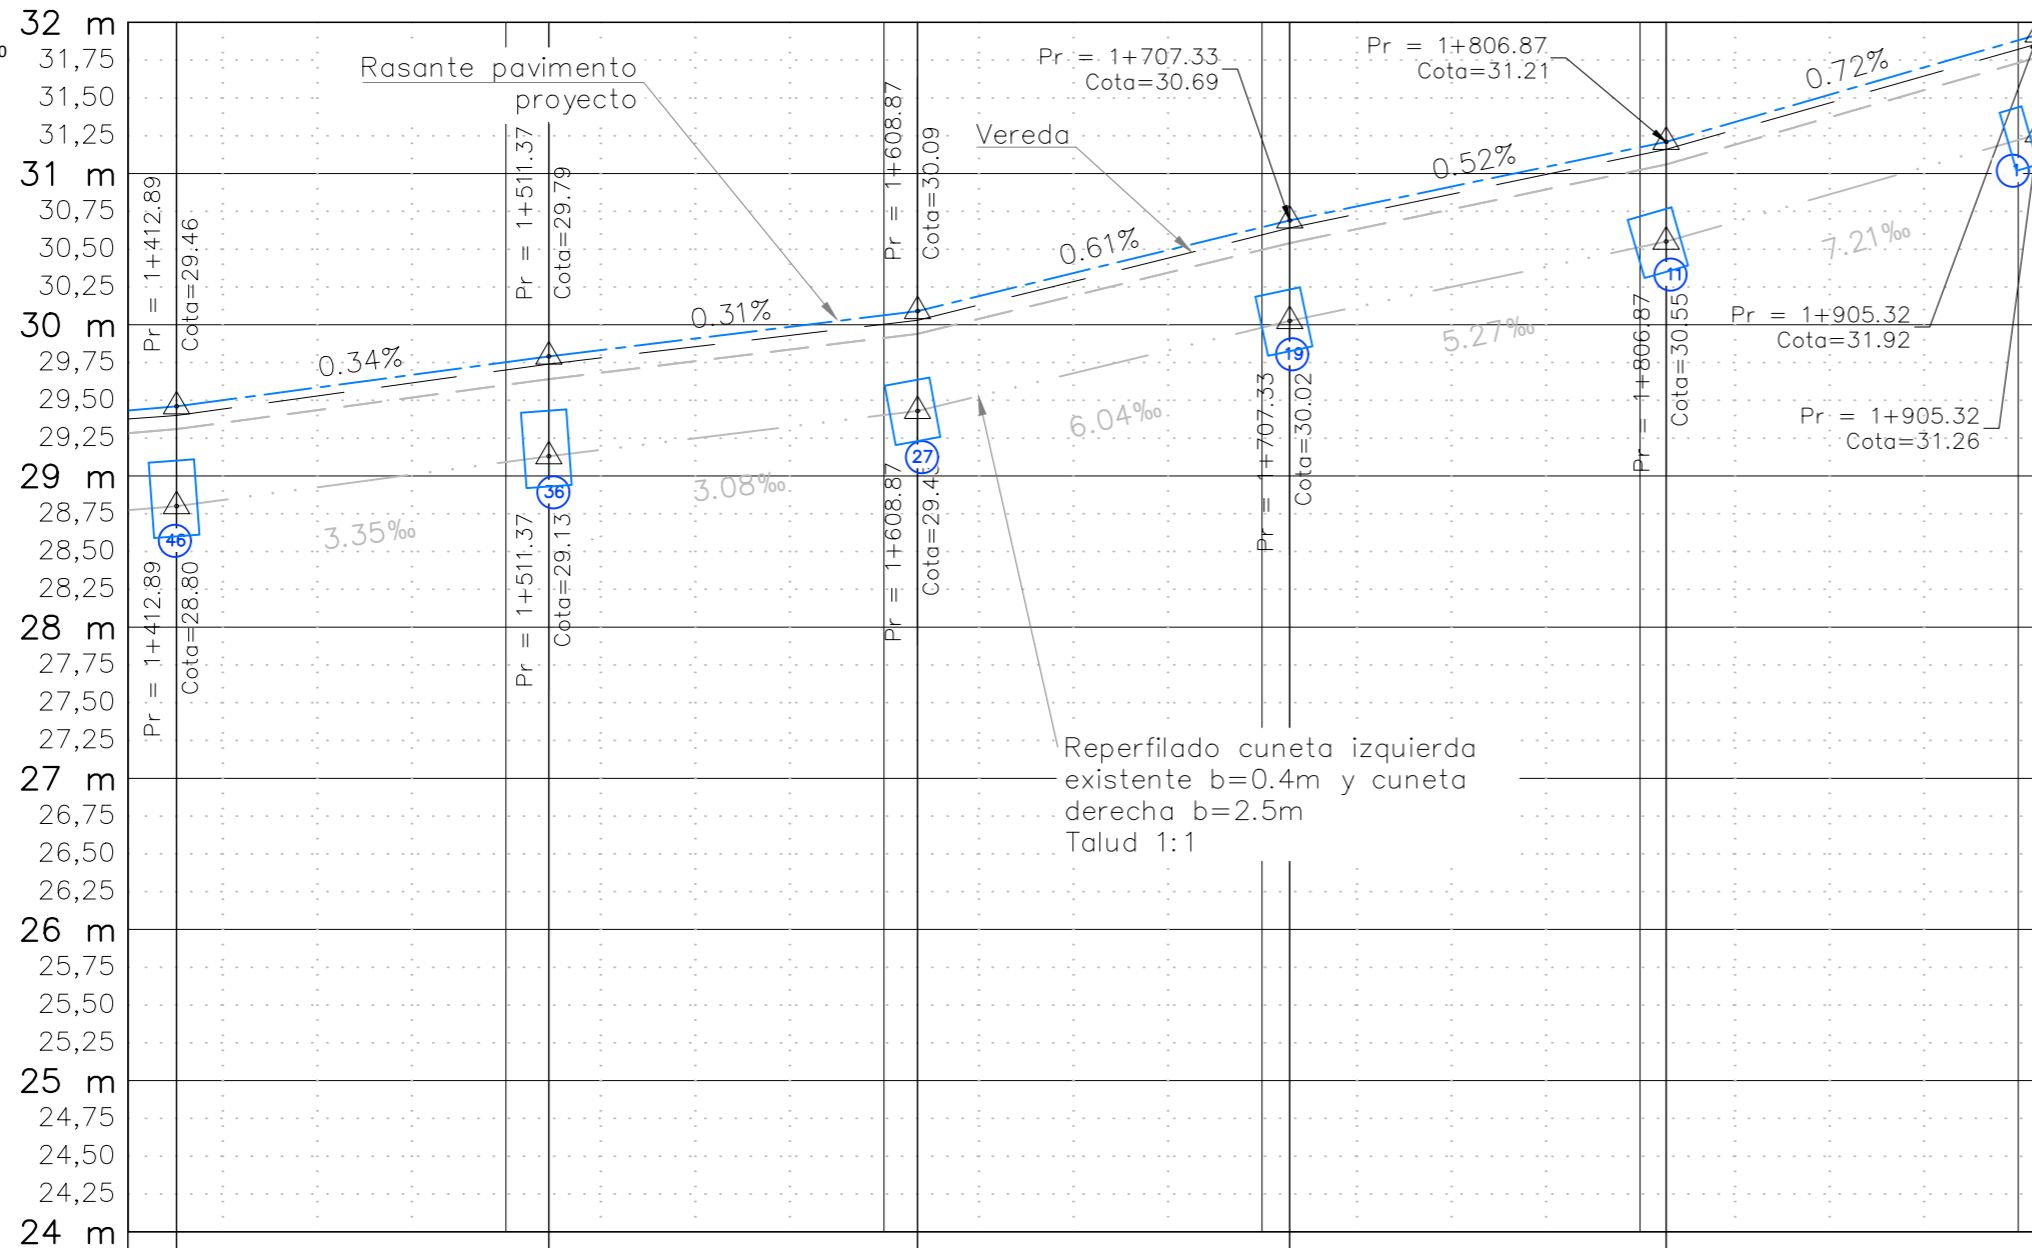 32 m
31,75
31,50
31,25
31 m
30,75
30,50
30,25
30 m
29,75
29,50
29,25
29 m
28,75
28,50
28,25
28 m
27,75
27,50
27,25
27 m
26,75
26,50
26,25
26 m
25,75
25,50
25,25
25 m
24,75
24,50
24,25
24 m
Rasante pavimento
proyecto
Vereda
Pr = 1+412.89
Cota=29.46
Pr = 1+511.37
Cota=29.79
Pr = 1+608.87
Cota=30.09
Pr = 1+707.33
Cota=30.69
Pr = 1+806.87
Cota=31.21
Pr = 1+905.32
Cota=31.92
Pr = 1+905.32
Cota=31.26
0.34%
0.31%
0.61%
0.52%
0.72%
3.35‰
3.08‰
6.04‰
5.27‰
7.21‰
46
36
27
19
11
1
Pr = 1+412.89
Cota=28.80
Pr = 1+511.37
Cota=29.13
Pr = 1+608.87
Pr = 1+707.33
Cota=30.02
Pr = 1+806.87
Cota=30.55
Reperfilado cuneta izquierda
existente b=0.4m y cuneta
derecha b=2.5m
Talud 1:1